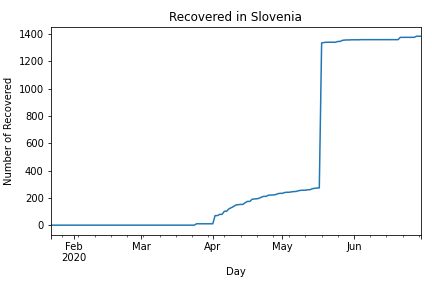 Recovered in Slovenia
Number of Recovered
1400
1200
1000
800
600
400
200
0
Feb
2020
Mar
Apr
May
Jun
Day